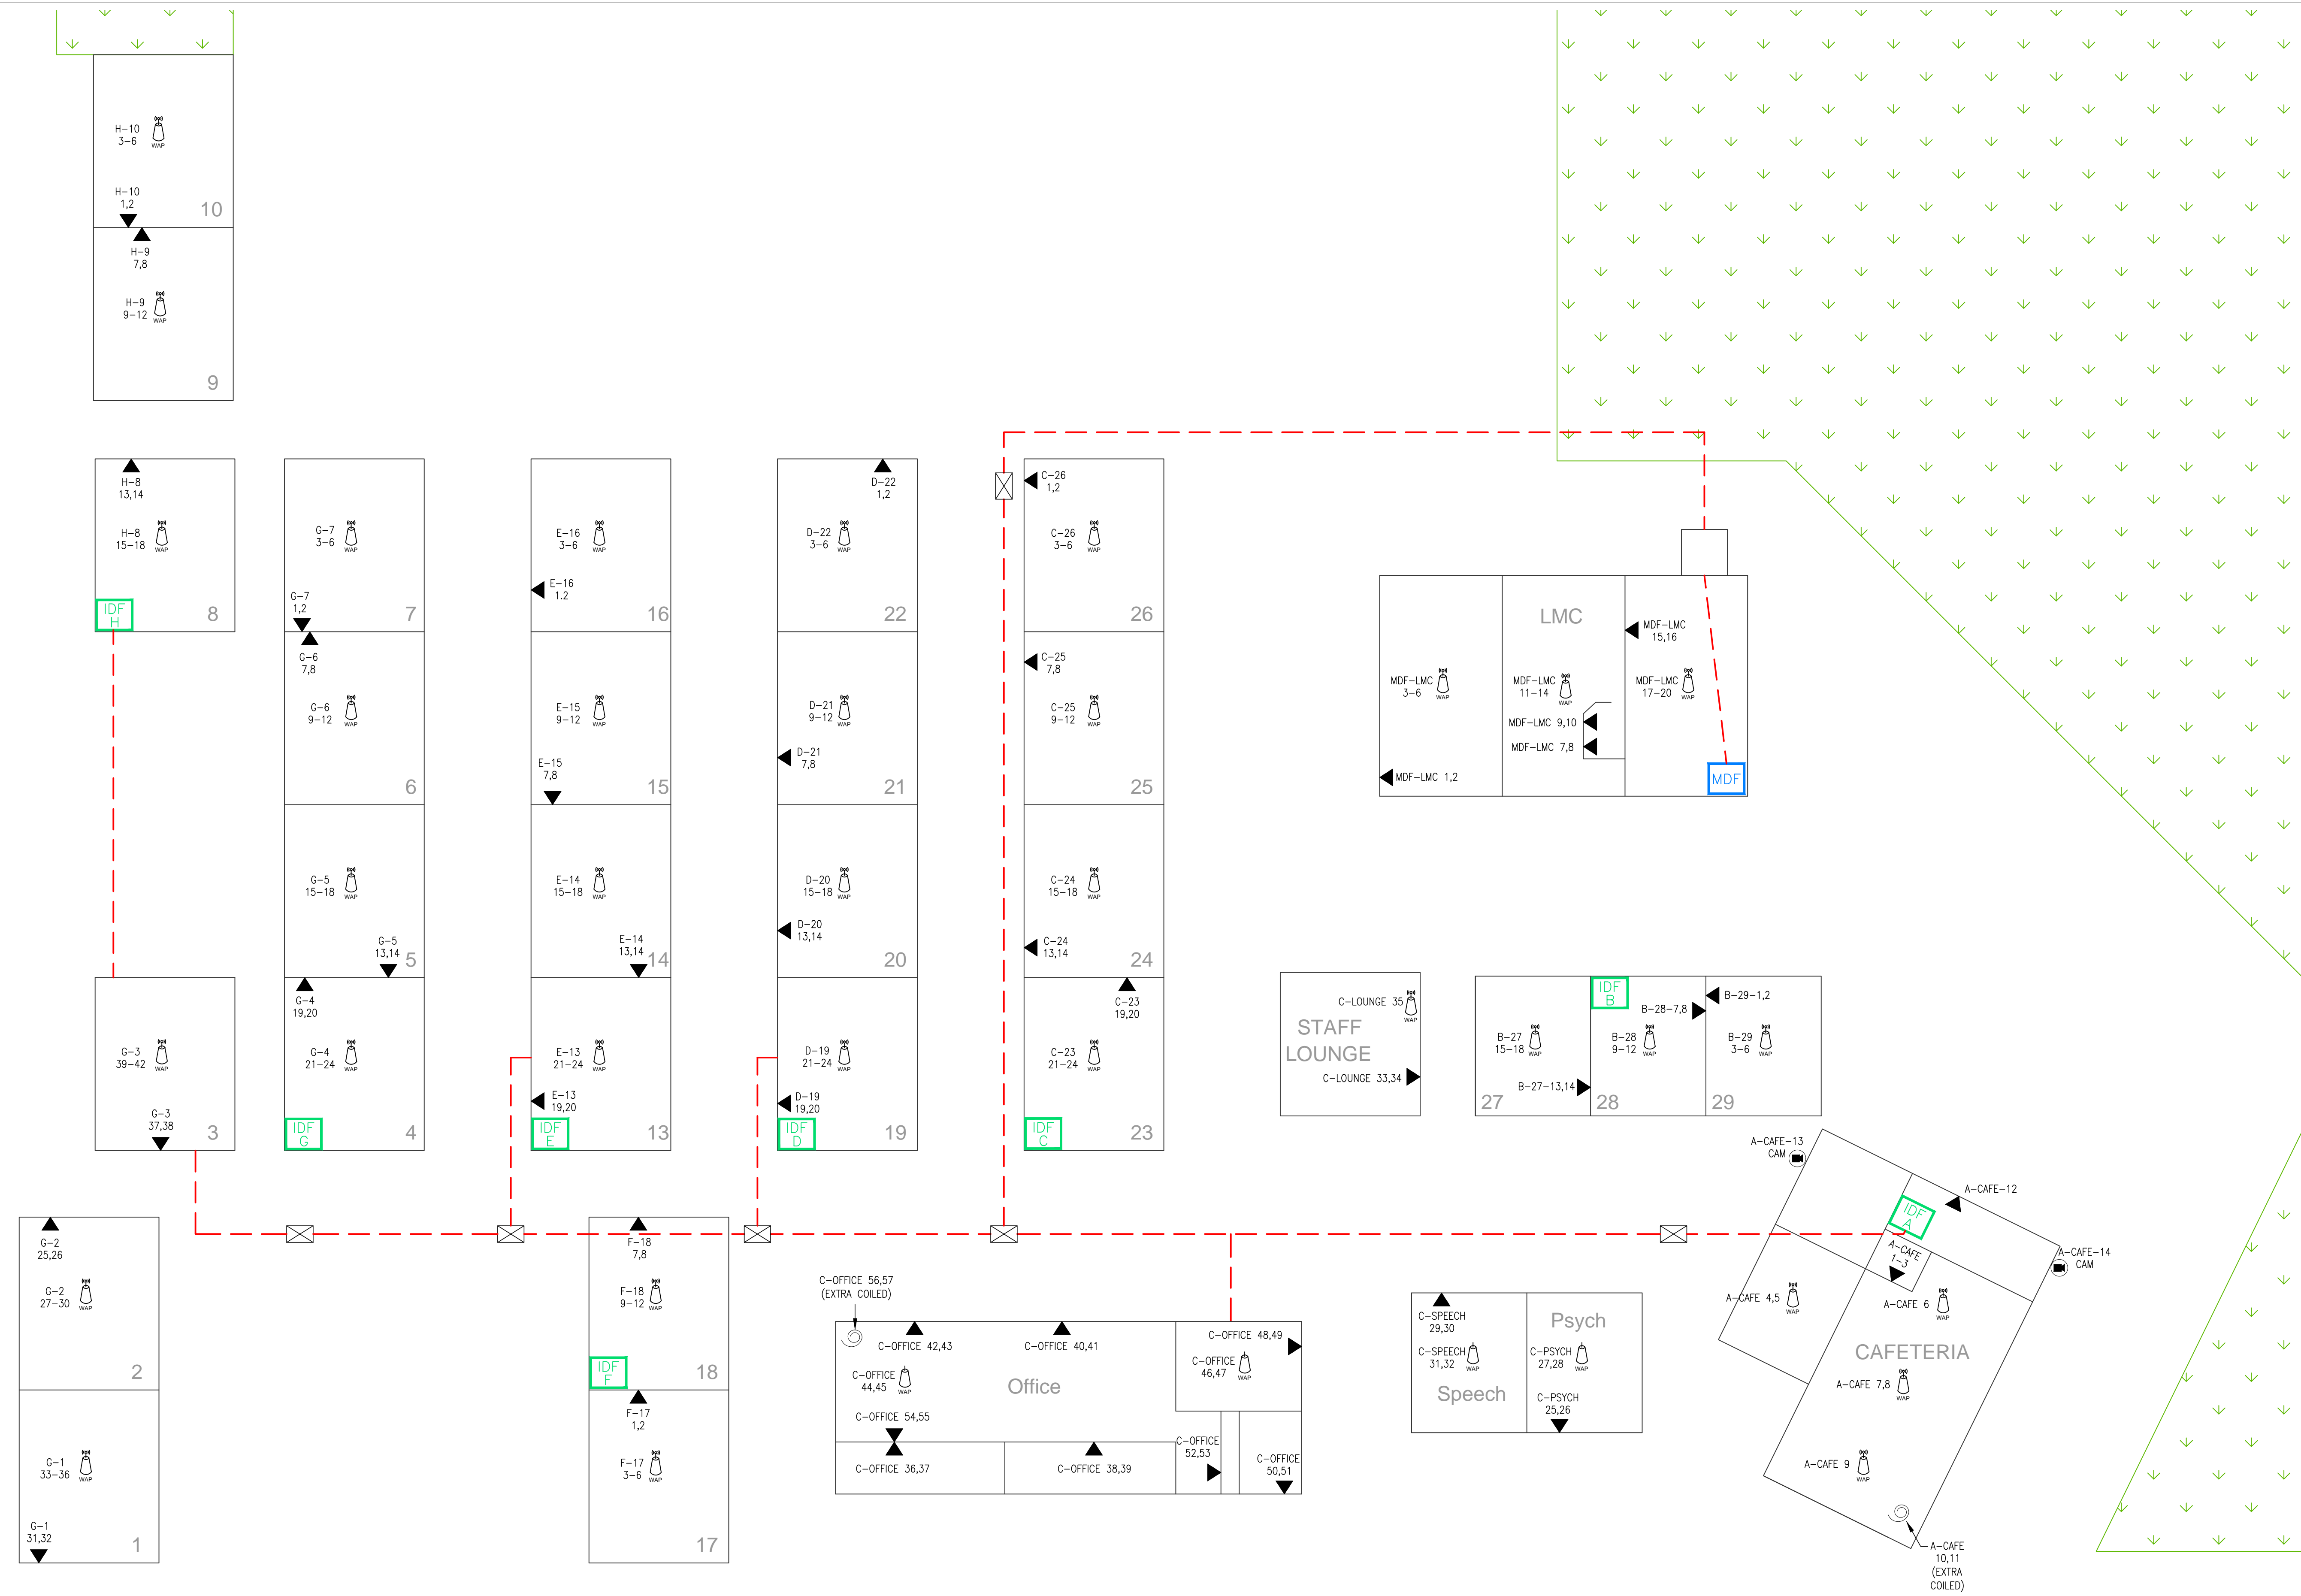 H-10
3-6
WAP
H-10
1,2
10
H-9
7,8
H-9
9-12
WAP
9
H-8
13,14
H-8
15-18
WAP
IDF
H
8
G-7
3-6
WAP
G-7
1,2
7
G-6
7,8
G-6
9-12
WAP
6
G-5
15-18
WAP
G-5
13,14
5
G-4
19,20
G-4
21-24
WAP
IDF
G
4
G-3
39-42
WAP
G-3
37,38
3
G-2
25,26
G-2
27-30
WAP
2
G-1
33-36
WAP
G-1
31,32
1
E-16
3-6
WAP
E-16
1.2
16
E-15
9-12
WAP
E-15
7,8
15
E-14
15-18
WAP
E-14
13,14
14
E-13
21-24
WAP
E-13
19,20
IDF
E
13
F-18
7,8
F-18
9-12
WAP
IDF
F
18
F-17
1,2
F-17
3-6
WAP
17
D-22
1,2
D-22
3-6
WAP
22
D-21
9-12
WAP
D-21
7,8
21
D-20
15-18
WAP
D-20
13,14
20
D-19
21-24
WAP
D-19
19,20
IDF
D
19
C-26
1,2
C-26
3-6
WAP
26
C-25
7,8
C-25
9-12
WAP
25
C-24
15-18
WAP
C-24
13,14
24
C-23
19,20
C-23
21-24
WAP
IDF
C
23
LMC
MDF-LMC
15,16
MDF-LMC
3-6
WAP
MDF-LMC
11-14
WAP
MDF-LMC
17-20
WAP
MDF-LMC 9,10
MDF-LMC 7,8
MDF-LMC 1,2
MDF
C-LOUNGE 35
WAP
STAFF
LOUNGE
C-LOUNGE 33,34
B-27
15-18
WAP
B-27-13,14
27
IDF
B
B-28-7,8
B-28
9-12
WAP
28
B-29-1,2
B-29
3-6
WAP
29
C-OFFICE 56,57
(EXTRA COILED)
C-OFFICE 42,43
C-OFFICE 40,41
C-OFFICE 48,49
C-OFFICE
44,45
WAP
Office
C-OFFICE
46,47
WAP
C-OFFICE 54,55
C-OFFICE 36,37
C-OFFICE 38,39
C-OFFICE
52,53
C-OFFICE
50,51
C-SPEECH
29,30
C-SPEECH
31,32
WAP
Speech
Psych
C-PSYCH
27,28
WAP
C-PSYCH
25,26
A-CAFE-13
CAM
A-CAFE-12
IDF
A
A-CAFE
1-3
A-CAFE-14
CAM
A-CAFE 4,5
WAP
A-CAFE 6
WAP
CAFETERIA
A-CAFE 7,8
WAP
A-CAFE 9
WAP
A-CAFE
10,11
(EXTRA
COILED)